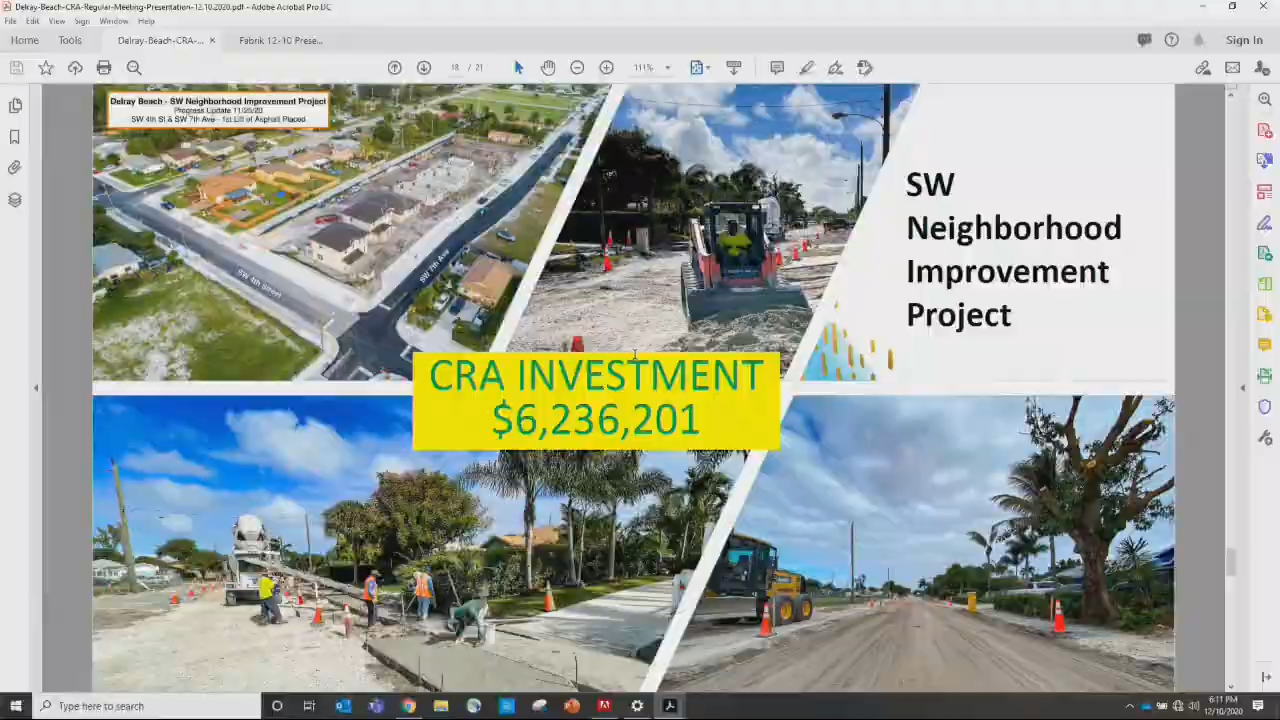 Delray-Beach-CRA-Regular-Meeting-Presentation-12.10.2020.pdf - Adobe Acrobat Pro DC
File Edit View Sign Window Help
Home Tools Delray-Beach-CRA-... × Fabrik 12-10 Prese...
Sign In
18 / 21
111%
Delray Beach - SW Neighborhood Improvement Project
Progress Update 11/25/20
SW 4th St & SW 7th Ave - 1st Lift of Asphalt Placed
SW 4th Street
SW 7th Ave
SW
Neighborhood
Improvement
Project
CRA INVESTMENT
$6,236,201
Type here to search
6:11 PM
12/10/2020